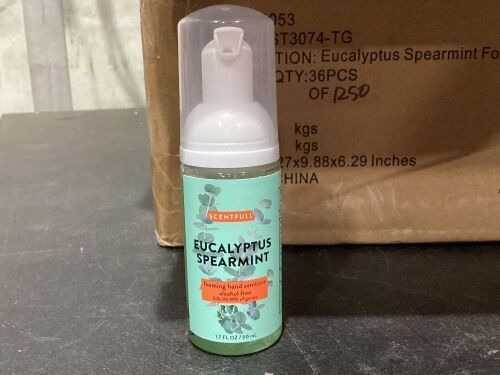 053
ST3074-TG
TION: Eucalyptus Spearmint Fo
QTY:36PCS
OF 1250
kgs
kgs
27x9.88x6.29 Inches
CHINA
SCENTFULL
EUCALYPTUS
SPEARMINT
foaming hand sanitizer
alcohol free
kills 99.99% of germs
1.7 FL OZ / 50 mL